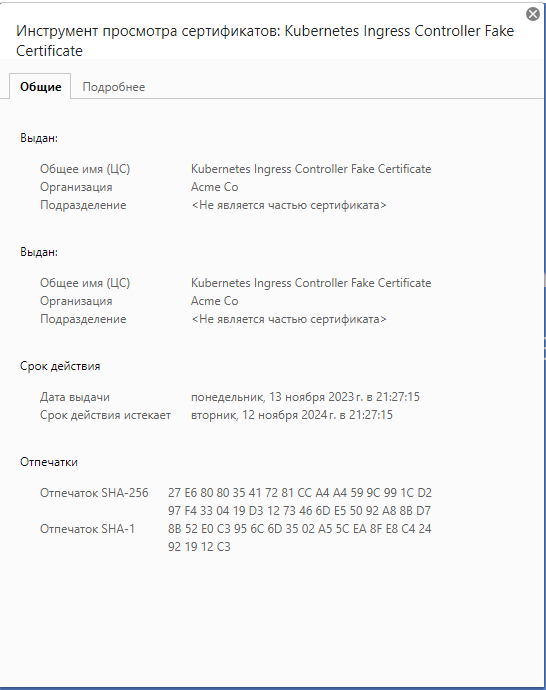 Инструмент просмотра сертификатов: Kubernetes Ingress Controller Fake
Certificate
Общие
Подробнее
Выдан:
Общее имя (ЦС) Kubernetes Ingress Controller Fake Certificate
Организация Acme Co
Подразделение <Не является частью сертификата>
Выдан:
Общее имя (ЦС) Kubernetes Ingress Controller Fake Certificate
Организация Acme Co
Подразделение <Не является частью сертификата>
Срок действия
Дата выдачи понедельник, 13 ноября 2023 г. в 21:27:15
Срок действия истекает вторник, 12 ноября 2024 г. в 21:27:15
Отпечатки
Отпечаток SHA-256 27 E6 80 80 35 41 72 81 CC A4 A4 59 9C 99 1C D2
97 F4 33 04 19 D3 12 73 46 6D E5 50 92 A8 8B D7
Отпечаток SHA-1 8B 52 E0 C3 95 6C 6D 35 02 A5 5C EA 8F E8 C4 24
92 19 12 C3